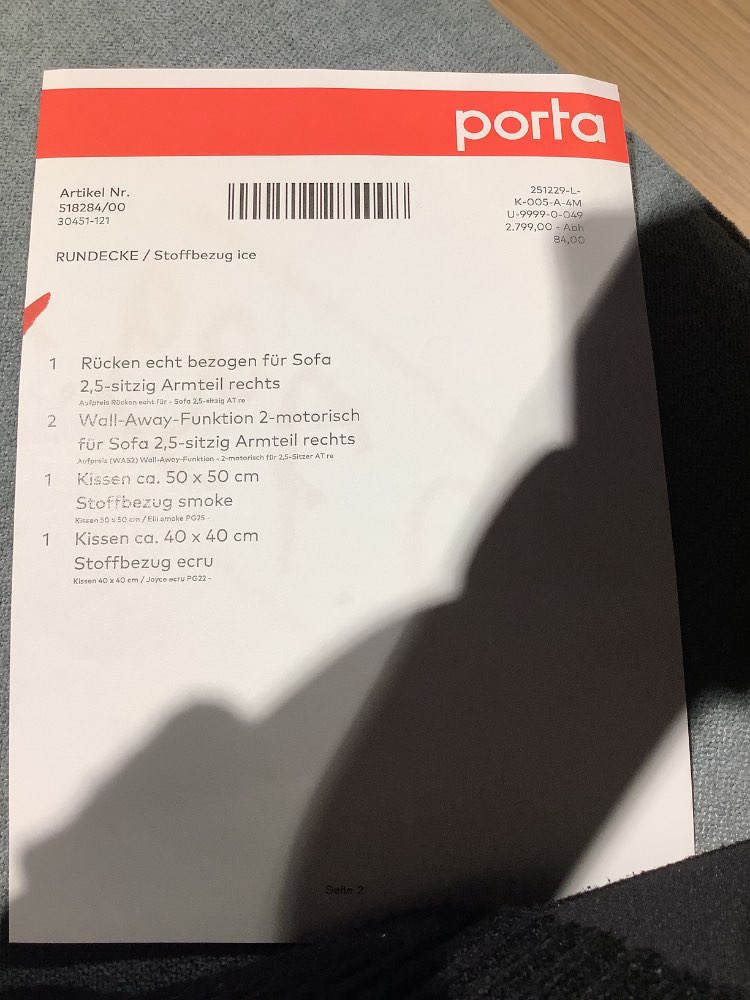 porta
Artikel Nr.
518284/00
30451-121
251229-L-
K-005-A-4M
U-9999-0-049
2.799,00 - Abh
84,00
RUNDECKE / Stoffbezug ice
1 Rücken echt bezogen für Sofa
2,5-sitzig Armteil rechts
Aufpreis Rücken echt für - Sofa 2,5-sitzig AT re
2 Wall-Away-Funktion 2-motorisch
für Sofa 2,5-sitzig Armteil rechts
Aufpreis (WAS2) Wall-Away-Funktion - 2-motorisch für 2,5-Sitzer AT re
1 Kissen ca. 50 x 50 cm
Stoffbezug smoke
Kissen 50 x 50 cm / Elli smoke PG25 -
1 Kissen ca. 40 x 40 cm
Stoffbezug ecru
Kissen 40 x 40 cm / Joyce ecru PG22 -
Seite 2